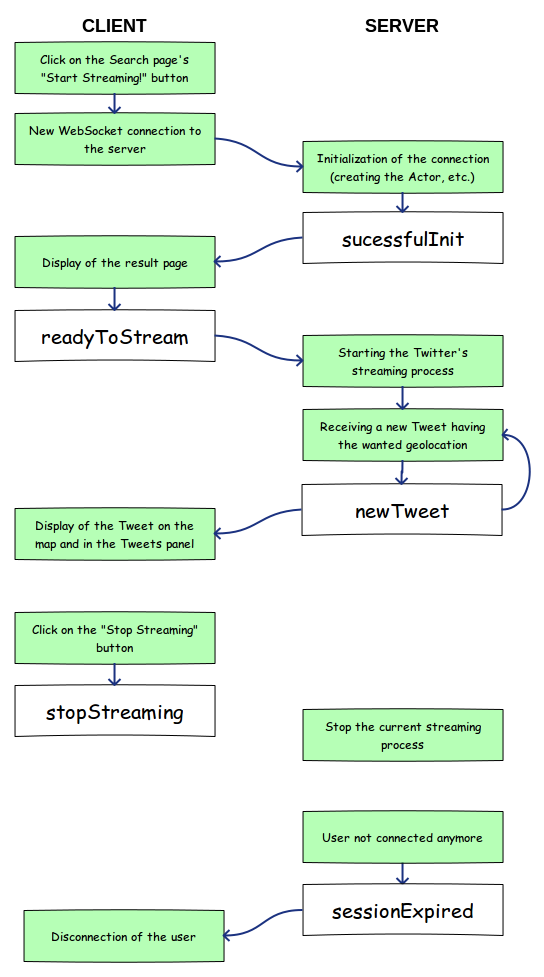 CLIENT
SERVER
Click on the Search page's
"Start Streaming!" button
New WebSocket connection to
the server
Initialization of the connection
(creating the Actor, etc.)
sucessfulInit
Display of the result page
readyToStream
Starting the Twitter's
streaming process
Receiving a new Tweet having
the wanted geolocation
newTweet
Display of the Tweet on the
map and in the Tweets panel
Click on the "Stop Streaming"
button
stopStreaming
Stop the current streaming
process
User not connected anymore
sessionExpired
Disconnection of the user